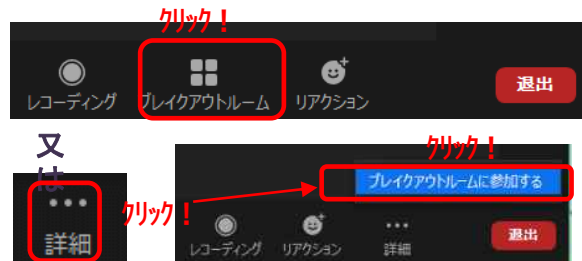 クリック！
レコーディング ブレイクアウトルーム リアクション 退出
又は
クリック！
ブレイクアウトルームに参加する
クリック！
詳細
レコーディング リアクション 詳細 退出